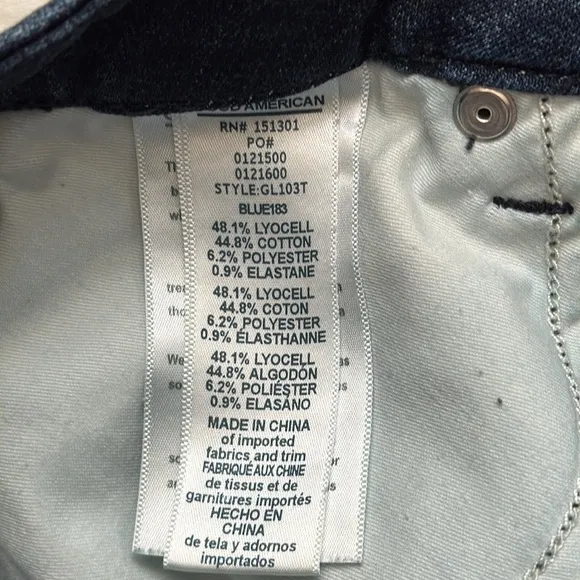 AMERICAN
RN# 151301
PO#
0121500
0121600
STYLE:GL103T
BLUE183
48.1% LYOCELL
44.8% COTTON
6.2% POLYESTER
0.9% ELASTANE
48.1% LYOCELL
44.8% COTON
6.2% POLYESTER
0.9% ÉLASTHANNE
48.1% LYOCELL
44.8% ALGODÓN
6.2% POLIÉSTER
0.9% ELASANO
MADE IN CHINA
of imported
fabrics and trim
FABRIQUÉ AUX CHINE
de tissus et de
garnitures importés
HECHO EN
CHINA
de tela y adornos
importados